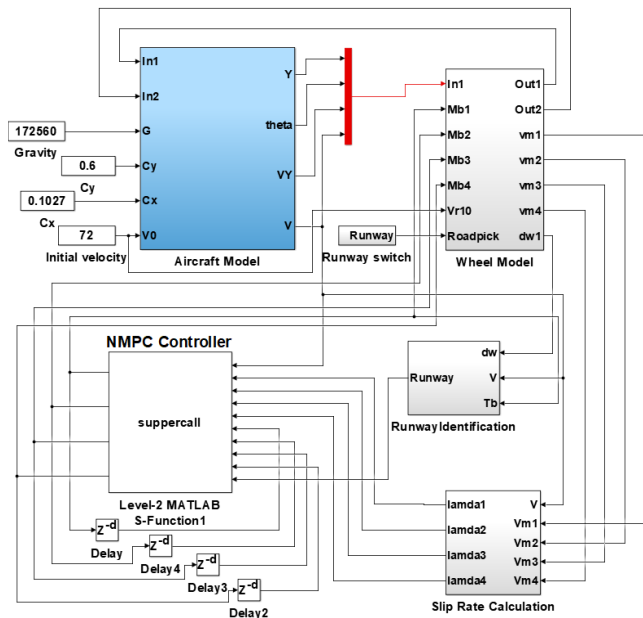 In1
In2
G
Cy
Cx
V0
Y
theta
VY
V
Aircraft Model
172560
Gravity
0.6
Cy
0.1027
Cx
72
Initial velocity
Runway
Runway switch
In1
Mb1
Mb2
Mb3
Mb4
Vr10
Roadpick
Out1
Out2
vm1
vm2
vm3
vm4
dw1
Wheel Model
NMPC Controller
suppercall
Level-2 MATLAB
S-Function1
Runway
dw
V
Tb
RunwayIdentification
lamda1
lamda2
lamda3
lamda4
V
Vm1
Vm2
Vm3
Vm4
Slip Rate Calculation
Z-d
Delay
Z-d
Delay4
Z-d
Delay3
Z-d
Delay2